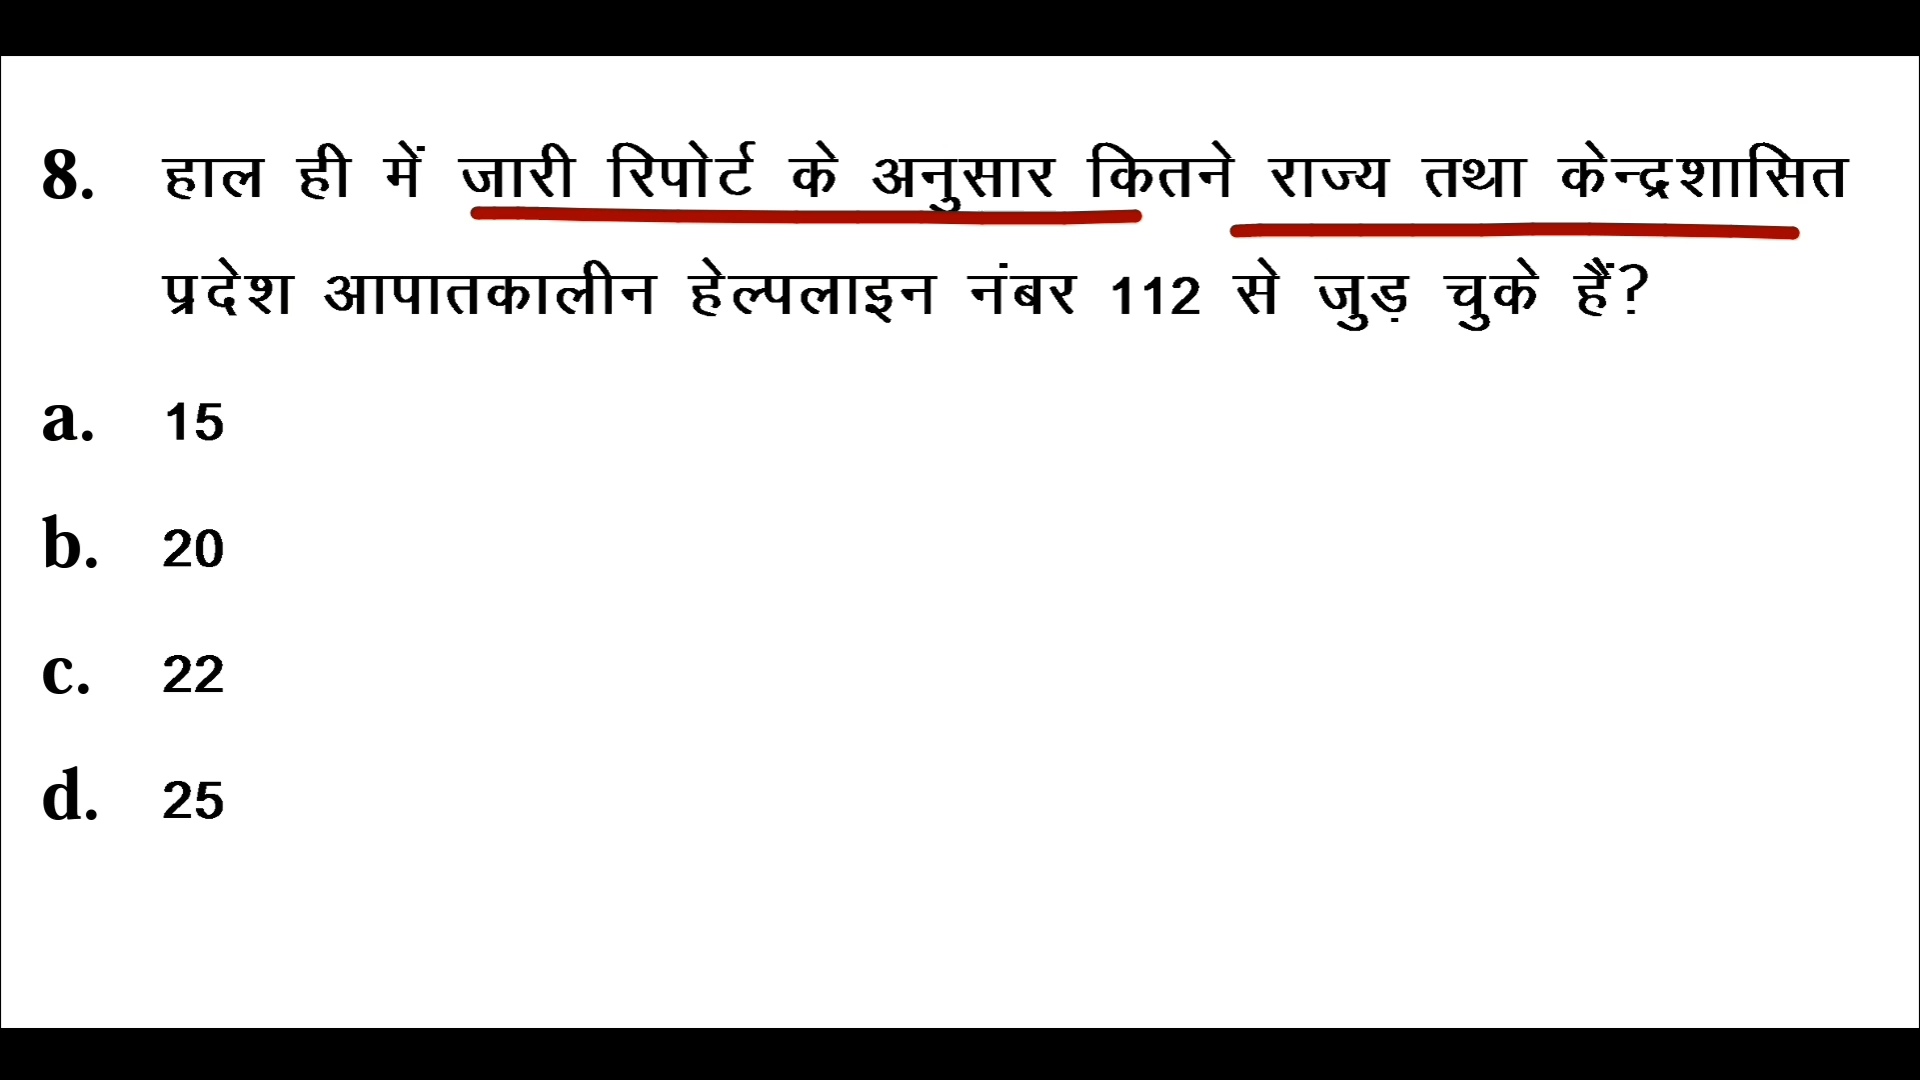 8. हाल ही में जारी रिपोर्ट के अनुसार कितने राज्य तथा केन्द्रशासित
प्रदेश आपातकालीन हेल्पलाइन नंबर 112 से जुड़ चुके हैं?
a. 15
b. 20
c. 22
d. 25